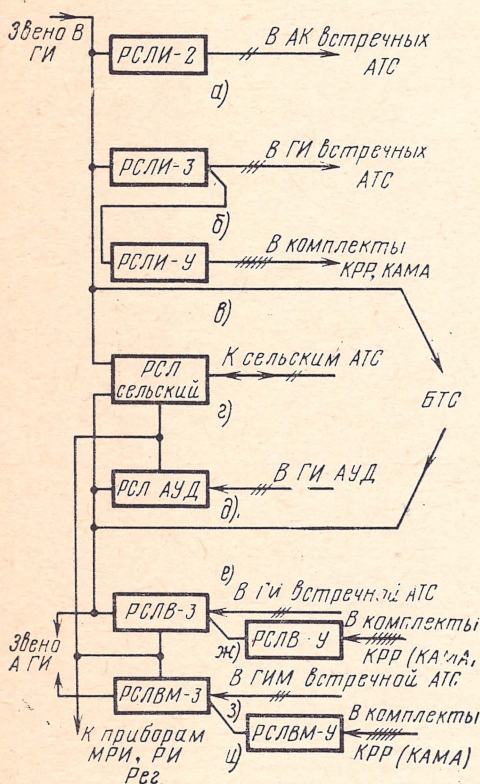 Звено В
ГИ
РСЛИ-2
В АК встречных
АТС
а)
РСЛИ-3
В ГИ встречных
АТС
б)
РСЛИ-У
В комплекты
КРР, КАМА
в)
РСЛ
СЕЛЬСКИЙ
К сельским АТС
г)
БТС
РСЛ АУД
В ГИ АУД
д)
е)
РСЛВ-3
В ГИ встречной АТС
В комплекты
КРР (КАМА)
ж)
РСЛВ-У
Звено
А ГИ
РСЛВМ-3
В ГИМ встречной АТС
з)
В комплекты
КРР (КАМА)
и)
РСЛВМ-У
К приборам
МРИ, РИ
Рег